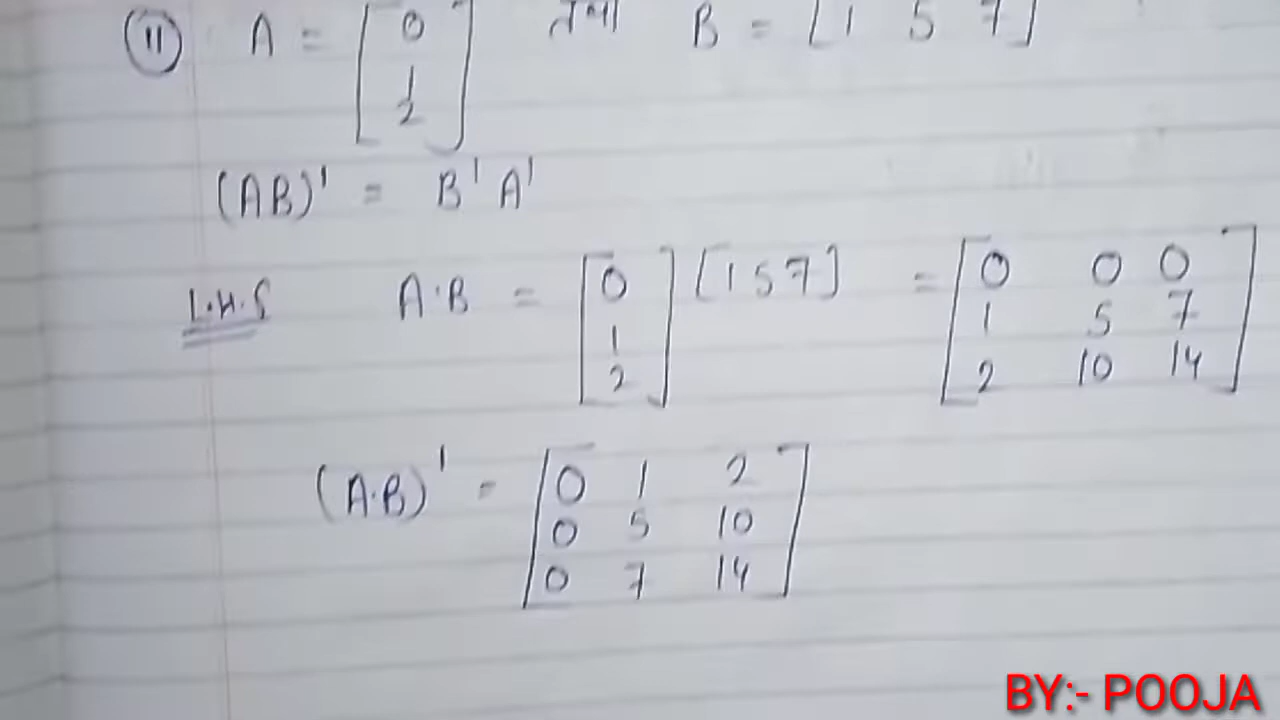 (11) A = [0 तथा B = [1 5 7]
1
2]
(AB)' = B' A'
L.H.S A·B = [0 [1 5 7] = [0 0 0
1 1 5 7
2] 2 10 14]
(A·B)' = [0 1 2
0 5 10
0 7 14]
BY:- POOJA